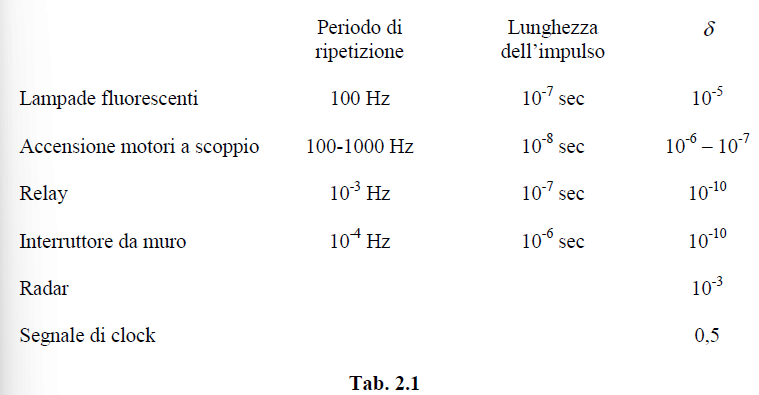 Periodo di ripetizione Lunghezza dell'impulso δ
Lampade fluorescenti 100 Hz 10⁻⁷ sec 10⁻⁵
Accensione motori a scoppio 100-1000 Hz 10⁻⁸ sec 10⁻⁶ – 10⁻⁷
Relay 10⁻³ Hz 10⁻⁷ sec 10⁻¹⁰
Interruttore da muro 10⁻⁴ Hz 10⁻⁶ sec 10⁻¹⁰
Radar 10⁻³
Segnale di clock 0,5
Tab. 2.1